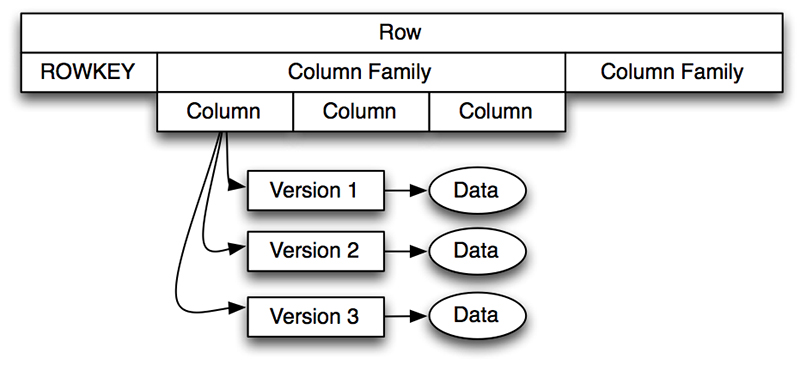 Row
ROWKEY Column Family Column Family
Column Column Column
Version 1 Data
Version 2 Data
Version 3 Data